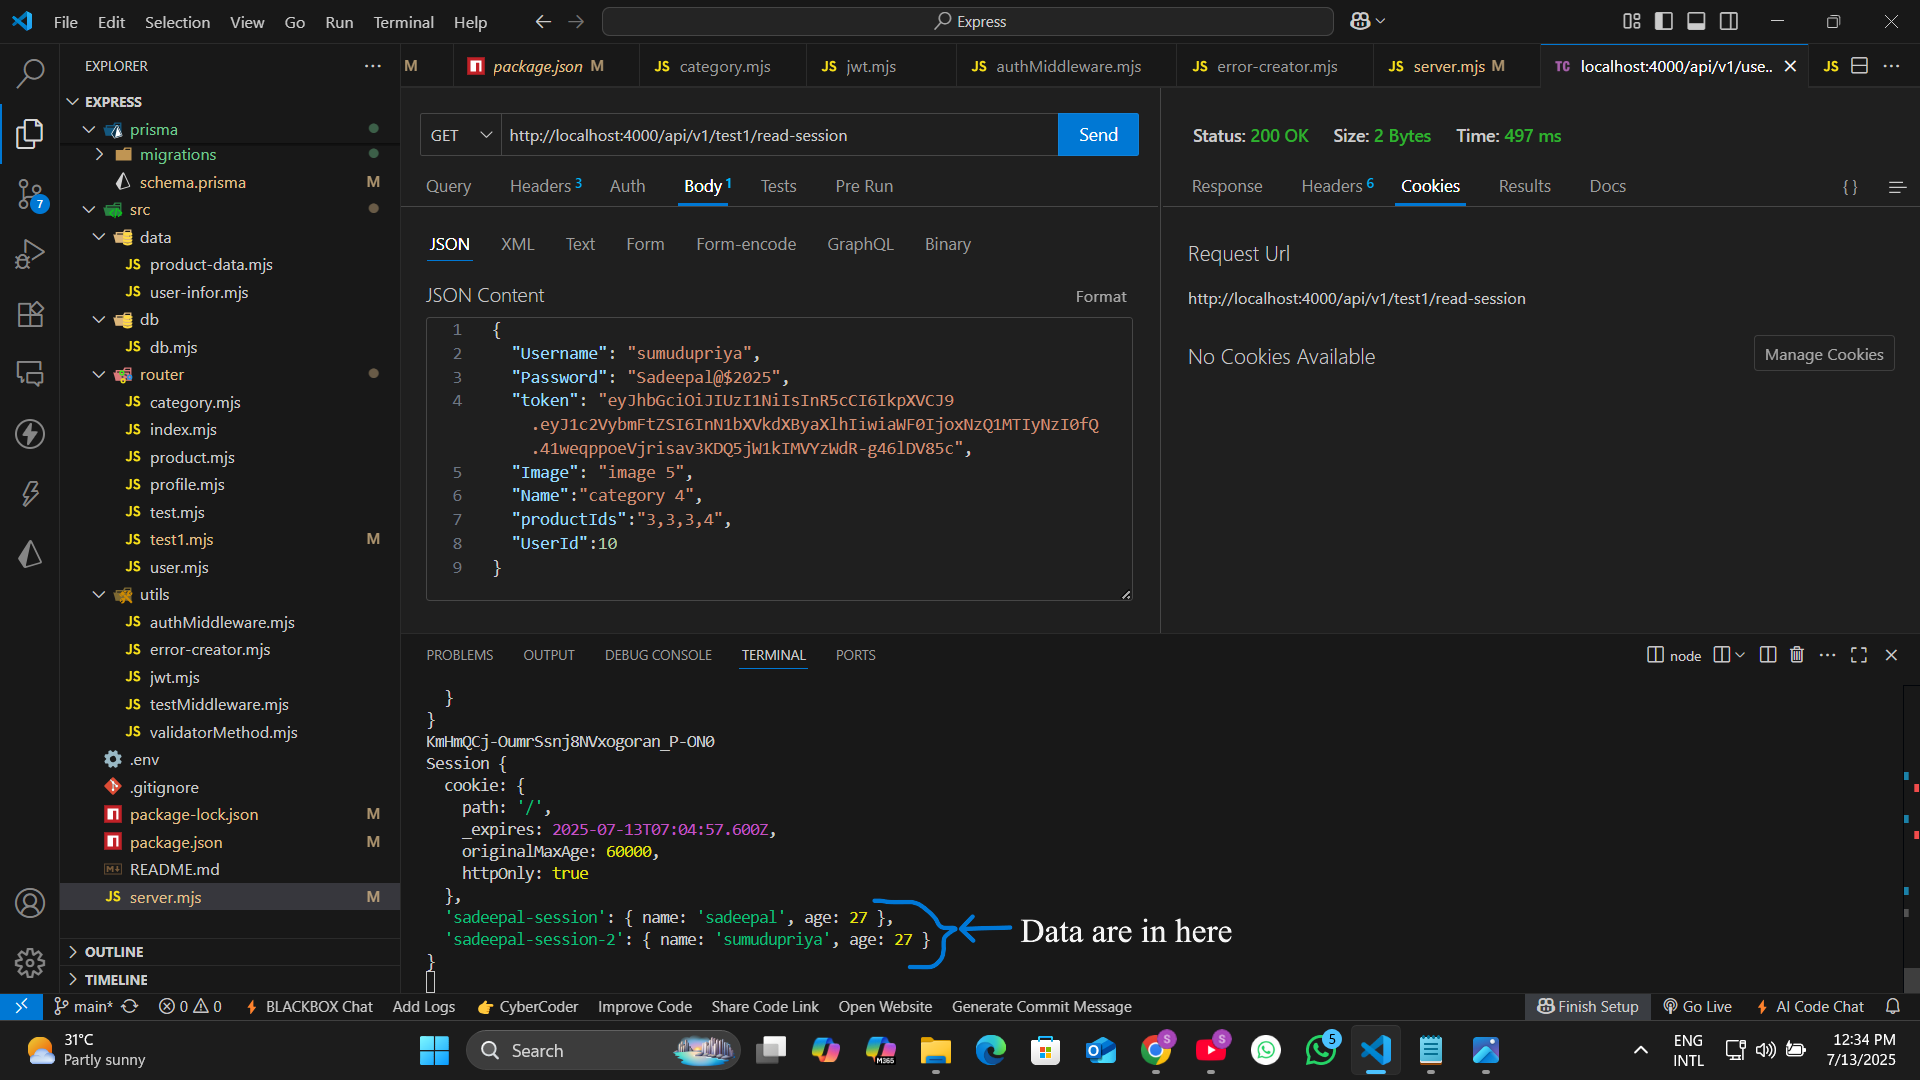 File Edit Selection View Go Run Terminal Help
Express
EXPLORER
M
package.json M
category.mjs
jwt.mjs
authMiddleware.mjs
error-creator.mjs
server.mjs M
TC localhost:4000/api/v1/use..
JS
EXPRESS
prisma
migrations
schema.prisma M
src
data
JS product-data.mjs
JS user-infor.mjs
db
JS db.mjs
router
JS category.mjs
JS index.mjs
JS product.mjs
JS profile.mjs
JS test.mjs
JS test1.mjs M
JS user.mjs
utils
JS authMiddleware.mjs
JS error-creator.mjs
JS jwt.mjs
JS testMiddleware.mjs
JS validatorMethod.mjs
.env
.gitignore
package-lock.json M
package.json M
README.md
JS server.mjs M
OUTLINE
TIMELINE
7
GET http://localhost:4000/api/v1/test1/read-session Send
Query Headers 3 Auth Body 1 Tests Pre Run
JSON XML Text Form Form-encode GraphQL Binary
JSON Content Format
1 {
2 "Username": "sumudupriya",
3 "Password": "Sadeepal@$2025",
4 "token": "eyJhbGciOiJIUzI1NiIsInR5cCI6IkpXVCJ9
.eyJ1c2VybmFtZSI6InN1bXVkdXByaXlhIiwiaWF0IjoxNzQ1MTIyNzI0fQ
.41weqppoeVjrisav3KDQ5jW1kIMVYzWdR-g46lDV85c",
5 "Image": "image 5",
6 "Name":"category 4",
7 "productIds":"3,3,3,4",
8 "UserId":10
9 }
Status: 200 OK Size: 2 Bytes Time: 497 ms
Response Headers 6 Cookies Results Docs { }
Request Url
http://localhost:4000/api/v1/test1/read-session
No Cookies Available Manage Cookies
PROBLEMS OUTPUT DEBUG CONSOLE TERMINAL PORTS
node
}
}
KmHmQCj-OumrSsnj8NVxogoran_P-ON0
Session {
cookie: {
path: '/',
_expires: 2025-07-13T07:04:57.600Z,
originalMaxAge: 60000,
httpOnly: true
},
'sadeepal-session': { name: 'sadeepal', age: 27 },
'sadeepal-session-2': { name: 'sumudupriya', age: 27 }
}
Data are in here
main* 0 0 BLACKBOX Chat Add Logs CyberCoder Improve Code Share Code Link Open Website Generate Commit Message Finish Setup Go Live AI Code Chat
31°C
Partly sunny
Search
M365
S
S
5
ENG
INTL
12:34 PM
7/13/2025